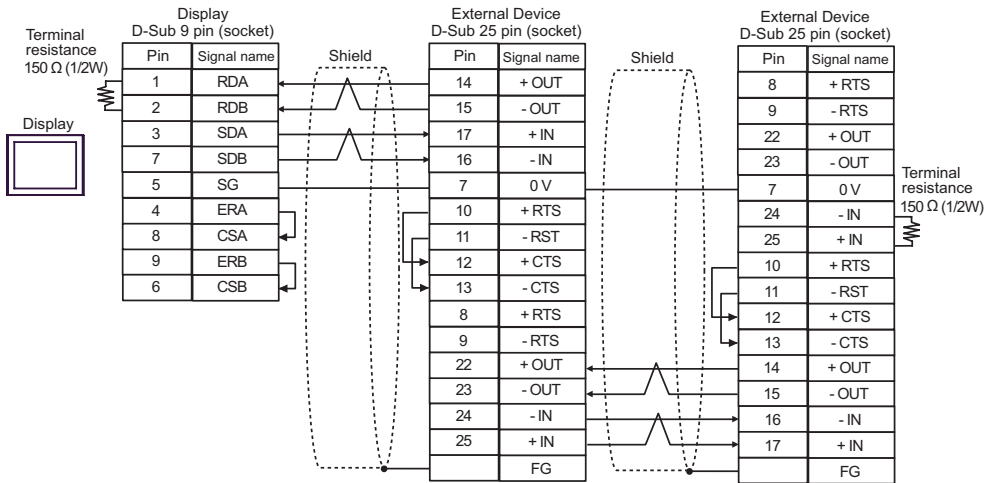 Display
D-Sub 9 pin (socket)
Terminal
resistance
150 Ω (1/2W)
Display
Pin Signal name
1 RDA
2 RDB
3 SDA
7 SDB
5 SG
4 ERA
8 CSA
9 ERB
6 CSB
Shield
External Device
D-Sub 25 pin (socket)
Pin Signal name
14 + OUT
15 - OUT
17 + IN
16 - IN
7 0 V
10 + RTS
11 - RST
12 + CTS
13 - CTS
8 + RTS
9 - RTS
22 + OUT
23 - OUT
24 - IN
25 + IN
FG
Shield
External Device
D-Sub 25 pin (socket)
Pin Signal name
8 + RTS
9 - RTS
22 + OUT
23 - OUT
7 0 V
24 - IN
25 + IN
10 + RTS
11 - RST
12 + CTS
13 - CTS
14 + OUT
15 - OUT
16 - IN
17 + IN
FG
Terminal
resistance
150 Ω (1/2W)